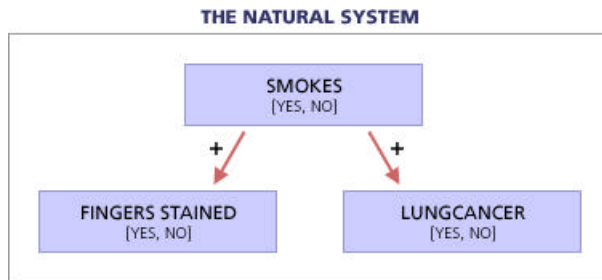 THE NATURAL SYSTEM
SMOKES
[YES, NO]
+
+
FINGERS STAINED
[YES, NO]
LUNGCANCER
[YES, NO]